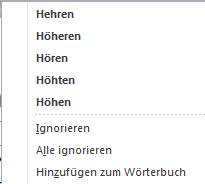 Hehren
Höheren
Hören
Höhten
Höhen
Ignorieren
Alle ignorieren
Hinzufügen zum Wörterbuch